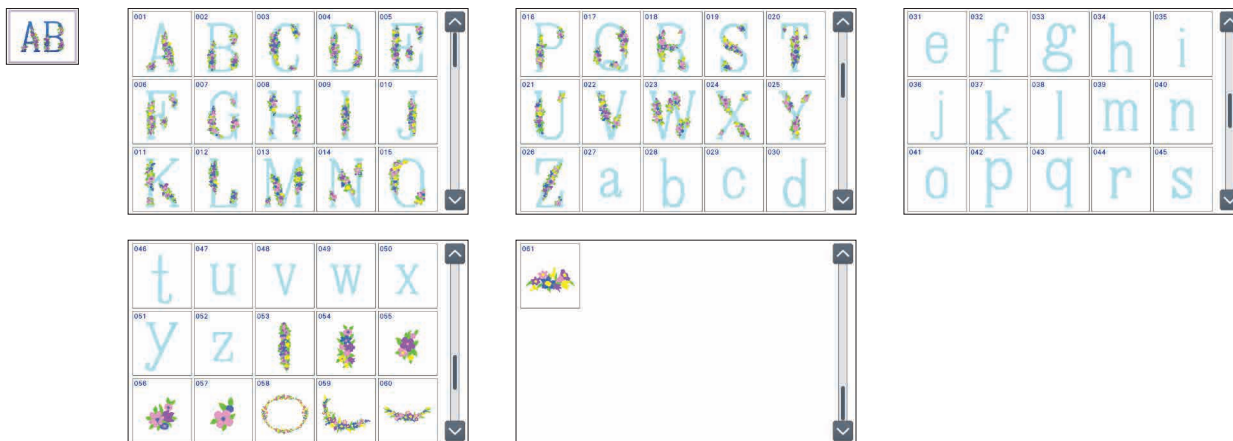 AB
001 002 003 004 005
A B C D E
006 007 008 009 010
F G H I J
011 012 013 014 015
K L M N O
016 017 018 019 020
P Q R S T
021 022 023 024 025
U V W X Y
026 027 028 029 030
Z a b c d
031 032 033 034 035
e f g h i
036 037 038 039 040
j k l m n
041 042 043 044 045
o p q r s
046 047 048 049 050
t u v w x
051 052 053 054 055
y z
056 057 058 059 060
061